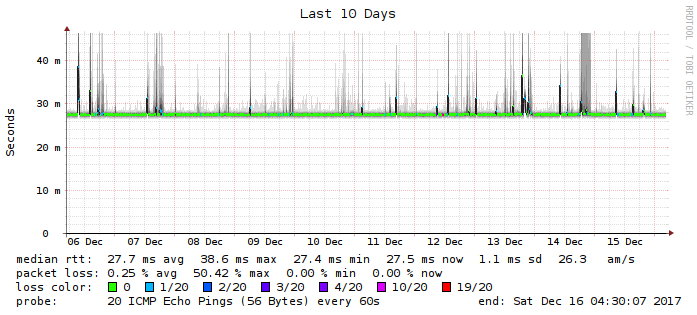 Last 10 Days
RRDTOOL / TOBI OETIKER
Seconds
40 m
30 m
20 m
10 m
0
06 Dec 07 Dec 08 Dec 09 Dec 10 Dec 11 Dec 12 Dec 13 Dec 14 Dec 15 Dec
median rtt: 27.7 ms avg 38.6 ms max 27.4 ms min 27.5 ms now 1.1 ms sd 26.3 am/s
packet loss: 0.25 % avg 50.42 % max 0.00 % min 0.00 % now
loss color: 0 1/20 2/20 3/20 4/20 10/20 19/20
probe: 20 ICMP Echo Pings (56 Bytes) every 60s end: Sat Dec 16 04:30:07 2017